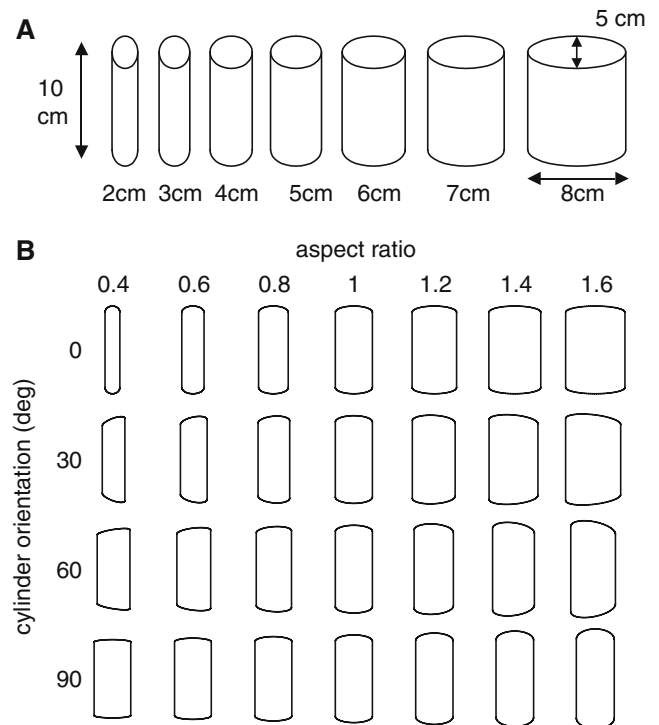 A
5 cm
10
cm
2cm 3cm 4cm 5cm 6cm 7cm 8cm
B
aspect ratio
0.4 0.6 0.8 1 1.2 1.4 1.6
cylinder orientation (deg)
0
30
60
90